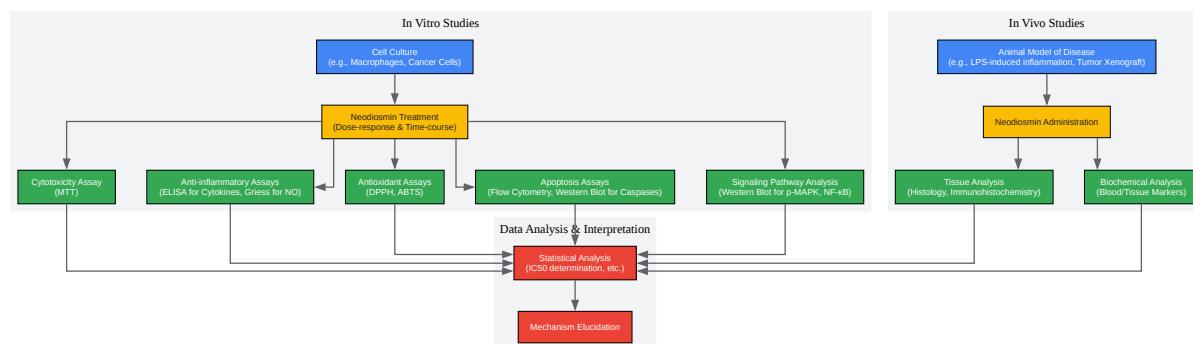 In Vitro Studies
In Vivo Studies
Cell Culture
(e.g., Macrophages, Cancer Cells)
Animal Model of Disease
(e.g., LPS-induced inflammation, Tumor Xenograft)
Neodiosmin Treatment
(Dose-response & Time-course)
Neodiosmin Administration
Cytotoxicity Assay
(MTT)
Anti-inflammatory Assays
(ELISA for Cytokines, Griess for NO)
Antioxidant Assays
(DPPH, ABTS)
Apoptosis Assays
(Flow Cytometry, Western Blot for Caspases)
Signaling Pathway Analysis
(Western Blot for p-MAPK, NF-κB)
Tissue Analysis
(Histology, Immunohistochemistry)
Biochemical Analysis
(Blood/Tissue Markers)
Data Analysis & Interpretation
Statistical Analysis
(IC50 determination, etc.)
Mechanism Elucidation